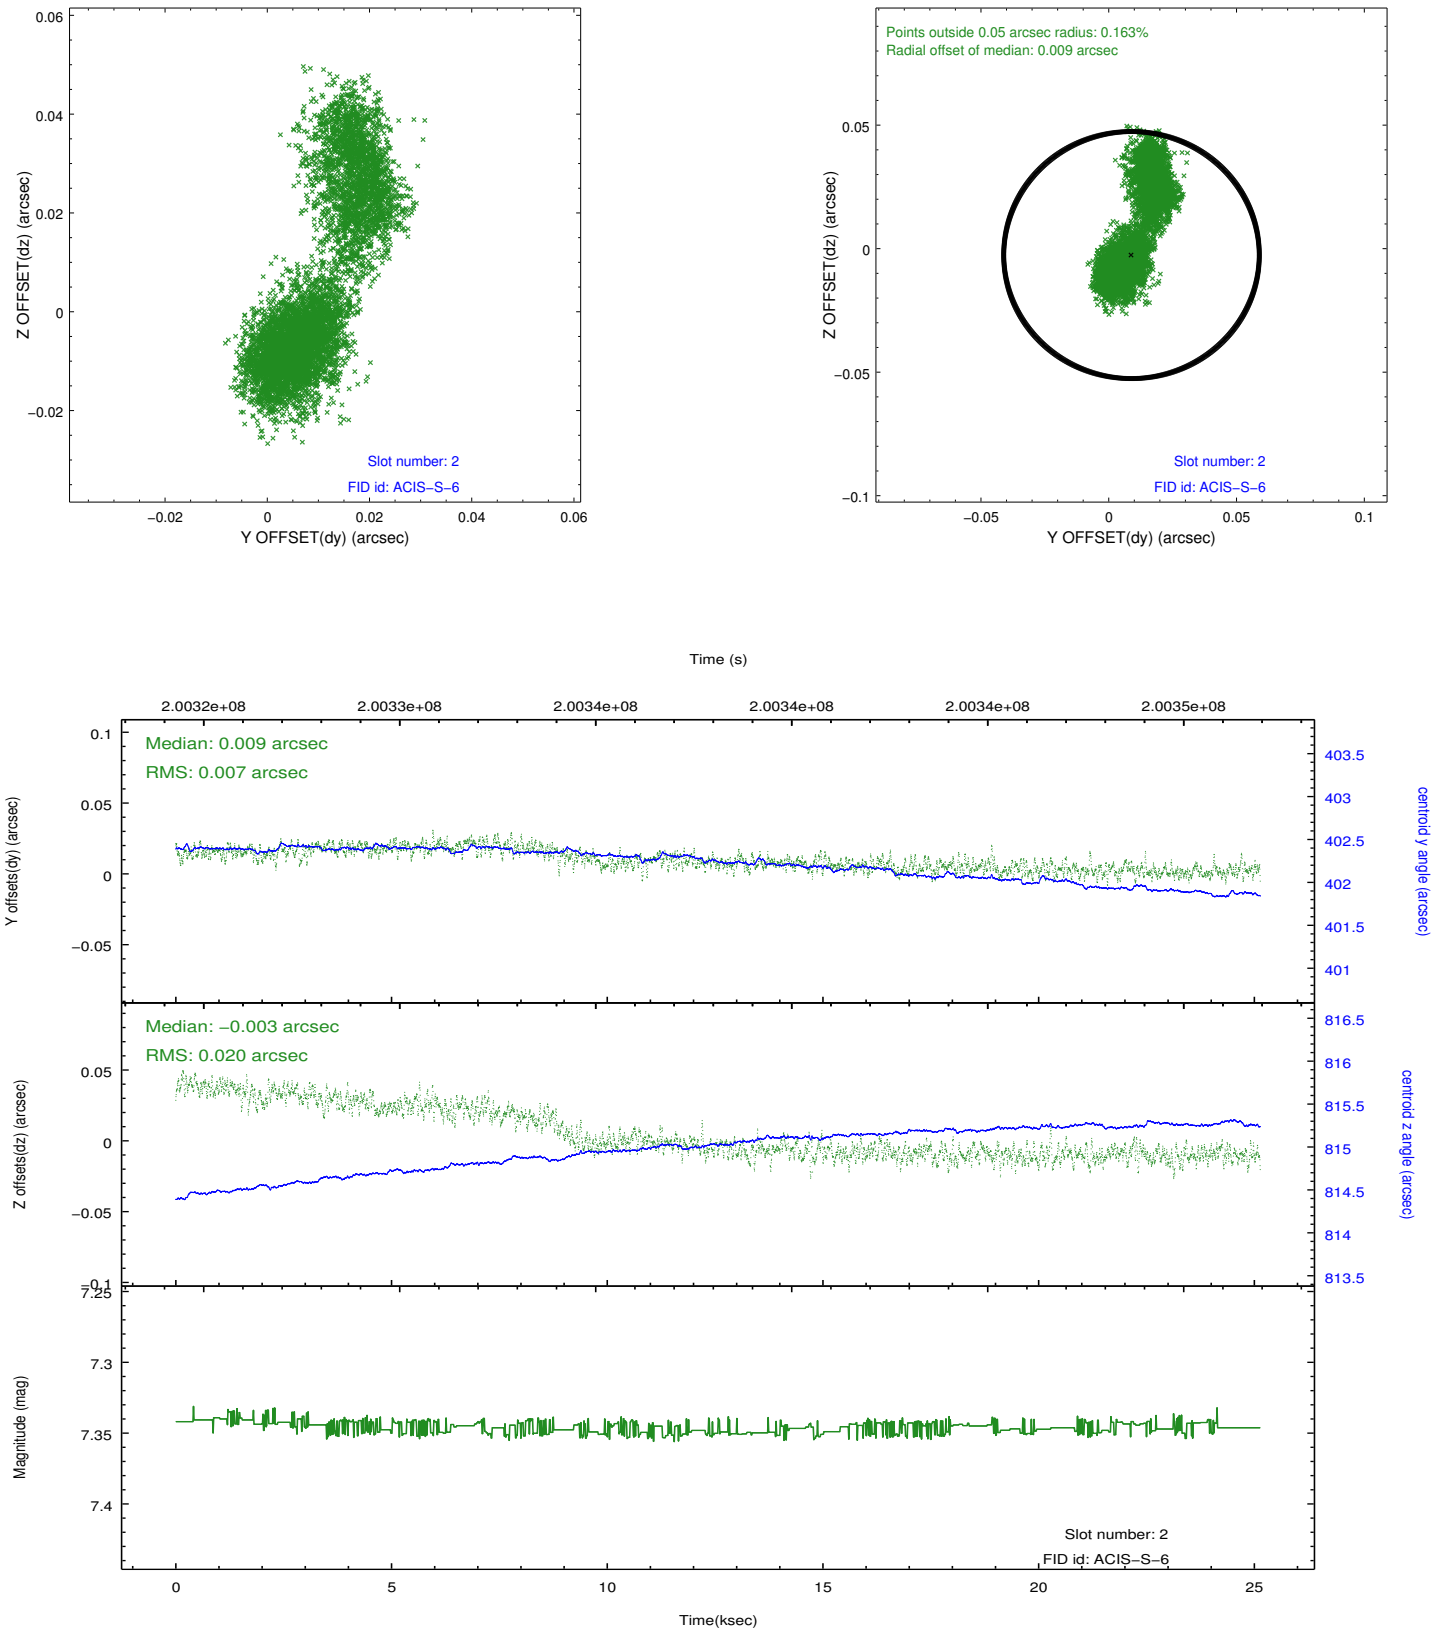 0.06
0.04
0.02
0
−0.02
Z OFFSET(dz) (arcsec)
Slot number: 2
FID id: ACIS−S−6
−0.02 0 0.02 0.04 0.06
Y OFFSET(dy) (arcsec)
Points outside 0.05 arcsec radius: 0.163%
Radial offset of median: 0.009 arcsec
0.05
0
−0.05
−0.1
Z OFFSET(dz) (arcsec)
Slot number: 2
FID id: ACIS−S−6
−0.05 0 0.05 0.1
Y OFFSET(dy) (arcsec)
Time (s)
2.0032e+08 2.0033e+08 2.0034e+08 2.0034e+08 2.0034e+08 2.0035e+08
Median: 0.009 arcsec
RMS: 0.007 arcsec
0.1
0.05
0
−0.05
Y offsets(dy) (arcsec)
403.5
403
402.5
402
401.5
401
centroid y angle (arcsec)
Median: −0.003 arcsec
RMS: 0.020 arcsec
0.05
0
−0.05
−0.1
Z offsets(dz) (arcsec)
816.5
816
815.5
815
814.5
814
813.5
centroid z angle (arcsec)
7.25
7.3
7.35
7.4
Magnitude (mag)
Slot number: 2
FID id: ACIS−S−6
0 5 10 15 20 25
Time(ksec)